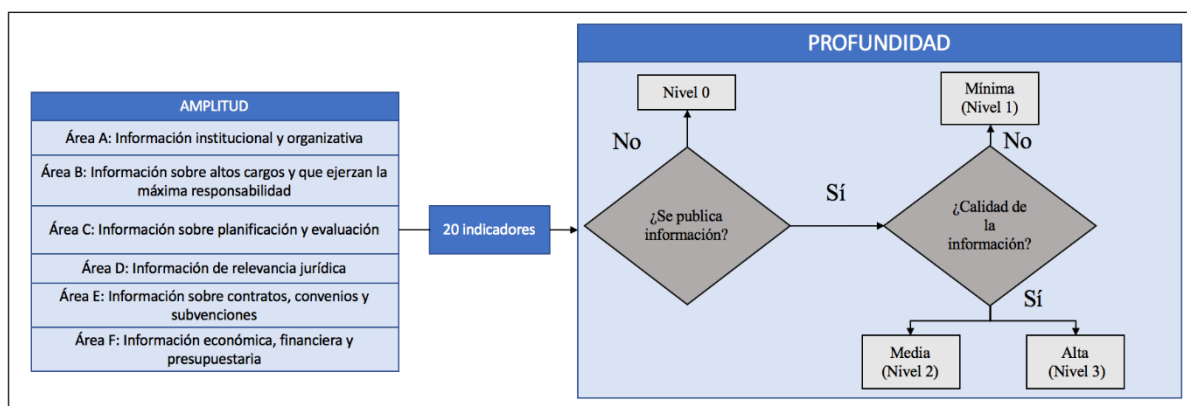 AMPLITUD
Área A: Información institucional y organizativa
Área B: Información sobre altos cargos y que ejerzan la
máxima responsabilidad
Área C: Información sobre planificación y evaluación
Área D: Información de relevancia jurídica
Área E: Información sobre contratos, convenios y
subvenciones
Área F: Información económica, financiera y
presupuestaria
20 indicadores
PROFUNDIDAD
Nivel 0
No
¿Se publica
información?
Sí
Mínima
(Nivel 1)
No
¿Calidad de
la
información?
Sí
Media
(Nivel 2)
Alta
(Nivel 3)